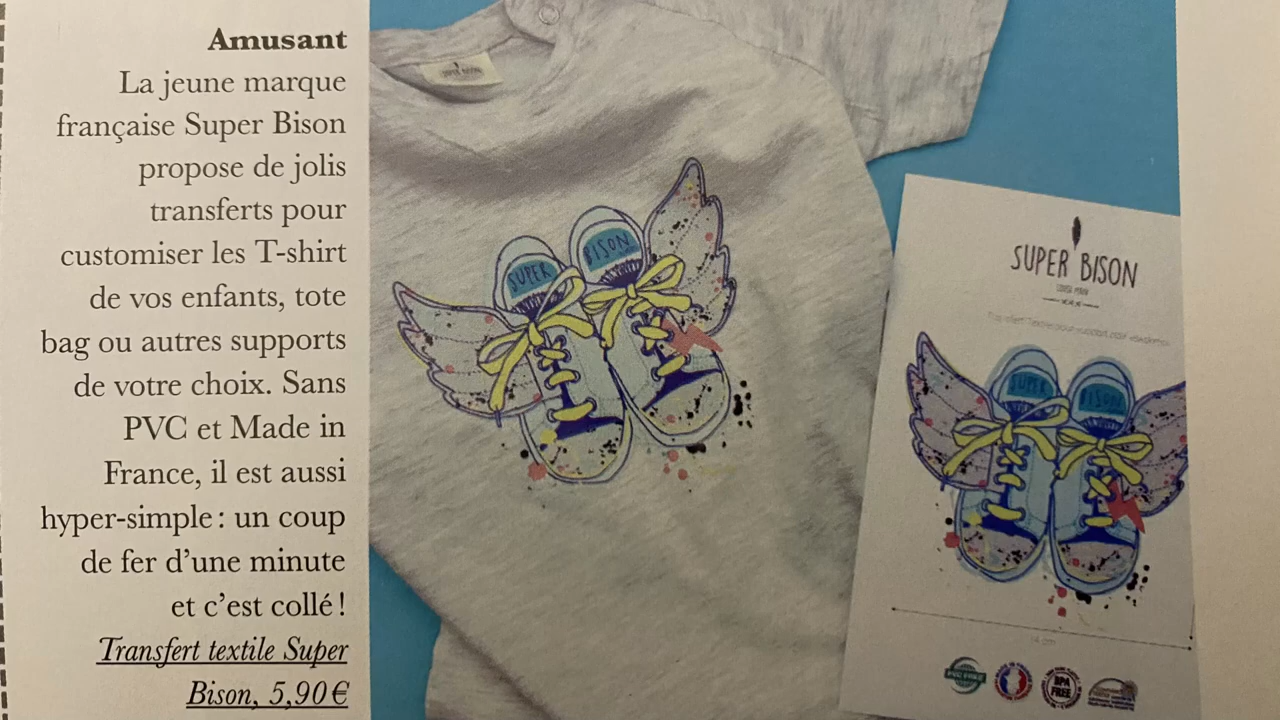 Amusant
La jeune marque
française Super Bison
propose de jolis
transferts pour
customiser les T-shirt
de vos enfants, tote
bag ou autres supports
de votre choix. Sans
PVC et Made in
France, il est aussi
hyper-simple : un coup
de fer d’une minute
et c’est collé !
Transfert textile Super
Bison, 5,90 €
SUPER
BISON
SUPER BISON
SUPER
BISON
BPA
FREE